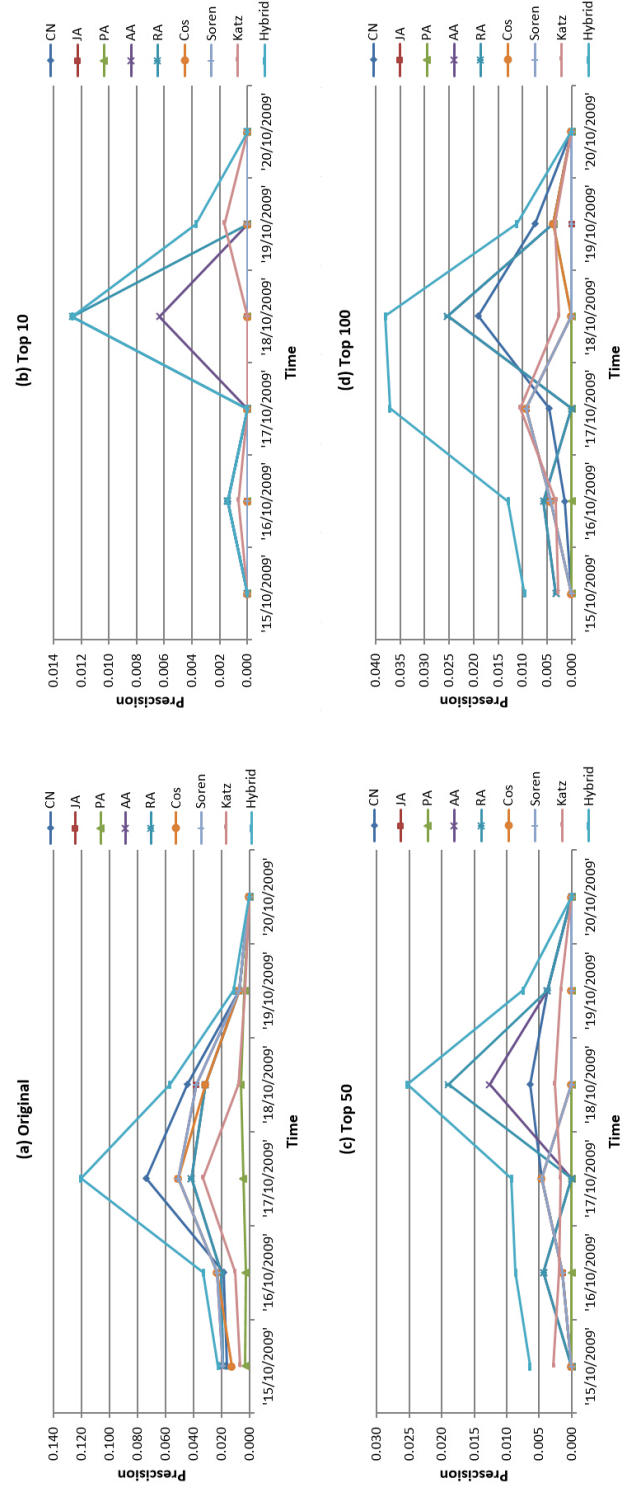 (a) Original
Prescision
0.140
0.120
0.100
0.080
0.060
0.040
0.020
0.000
'15/10/2009'
'16/10/2009'
'17/10/2009'
'18/10/2009'
'19/10/2009'
'20/10/2009'
Time
CN
JA
PA
AA
RA
Cos
Soren
Katz
Hybrid
(b) Top 10
Prescision
0.014
0.012
0.010
0.008
0.006
0.004
0.002
0.000
'15/10/2009'
'16/10/2009'
'17/10/2009'
'18/10/2009'
'19/10/2009'
'20/10/2009'
Time
CN
JA
PA
AA
RA
Cos
Soren
Katz
Hybrid
(c) Top 50
Prescision
0.030
0.025
0.020
0.015
0.010
0.005
0.000
'15/10/2009'
'16/10/2009'
'17/10/2009'
'18/10/2009'
'19/10/2009'
'20/10/2009'
Time
CN
JA
PA
AA
RA
Cos
Soren
Katz
Hybrid
(d) Top 100
Prescision
0.040
0.035
0.030
0.025
0.020
0.015
0.010
0.005
0.000
'15/10/2009'
'16/10/2009'
'17/10/2009'
'18/10/2009'
'19/10/2009'
'20/10/2009'
Time
CN
JA
PA
AA
RA
Cos
Soren
Katz
Hybrid